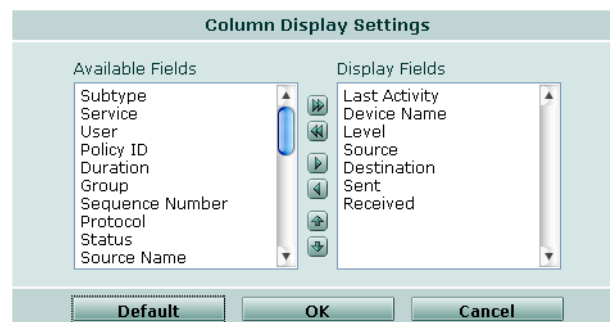 Column Display Settings
Available Fields
Subtype
Service
User
Policy ID
Duration
Group
Sequence Number
Protocol
Status
Source Name
Display Fields
Last Activity
Device Name
Level
Source
Destination
Sent
Received
Default
OK
Cancel